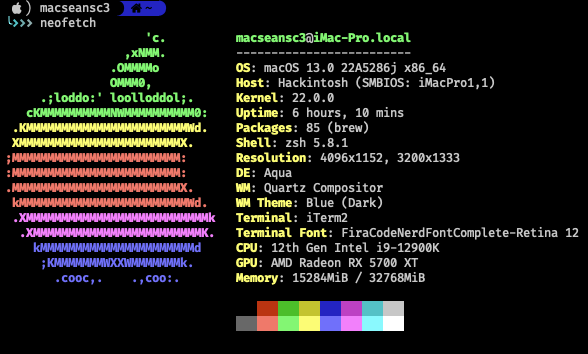 macseansc3 ~
neofetch
'c.
,xNMM.
.OMMMMo
OMMM0,
.;loddo:' loolloddol;.
cKMMMMMMMMMMNWMMMMMMMMMM0:
.KMMMMMMMMMMMMMMMMMMMMMMMWd.
XMMMMMMMMMMMMMMMMMMMMMMMX.
;MMMMMMMMMMMMMMMMMMMMMMMM:
:MMMMMMMMMMMMMMMMMMMMMMMM:
.MMMMMMMMMMMMMMMMMMMMMMMMX.
kMMMMMMMMMMMMMMMMMMMMMMMMWd.
.XMMMMMMMMMMMMMMMMMMMMMMMMMMk
.XMMMMMMMMMMMMMMMMMMMMMMMMK.
kMMMMMMMMMMMMMMMMMMMMMMd
;KMMMMMMMWXXWMMMMMMMk.
.cooc,. .,coo:.
macseansc3@iMac-Pro.local
-------------------------
OS: macOS 13.0 22A5286j x86_64
Host: Hackintosh (SMBIOS: iMacPro1,1)
Kernel: 22.0.0
Uptime: 6 hours, 10 mins
Packages: 85 (brew)
Shell: zsh 5.8.1
Resolution: 4096x1152, 3200x1333
DE: Aqua
WM: Quartz Compositor
WM Theme: Blue (Dark)
Terminal: iTerm2
Terminal Font: FiraCodeNerdFontComplete-Retina 12
CPU: 12th Gen Intel i9-12900K
GPU: AMD Radeon RX 5700 XT
Memory: 15284MiB / 32768MiB